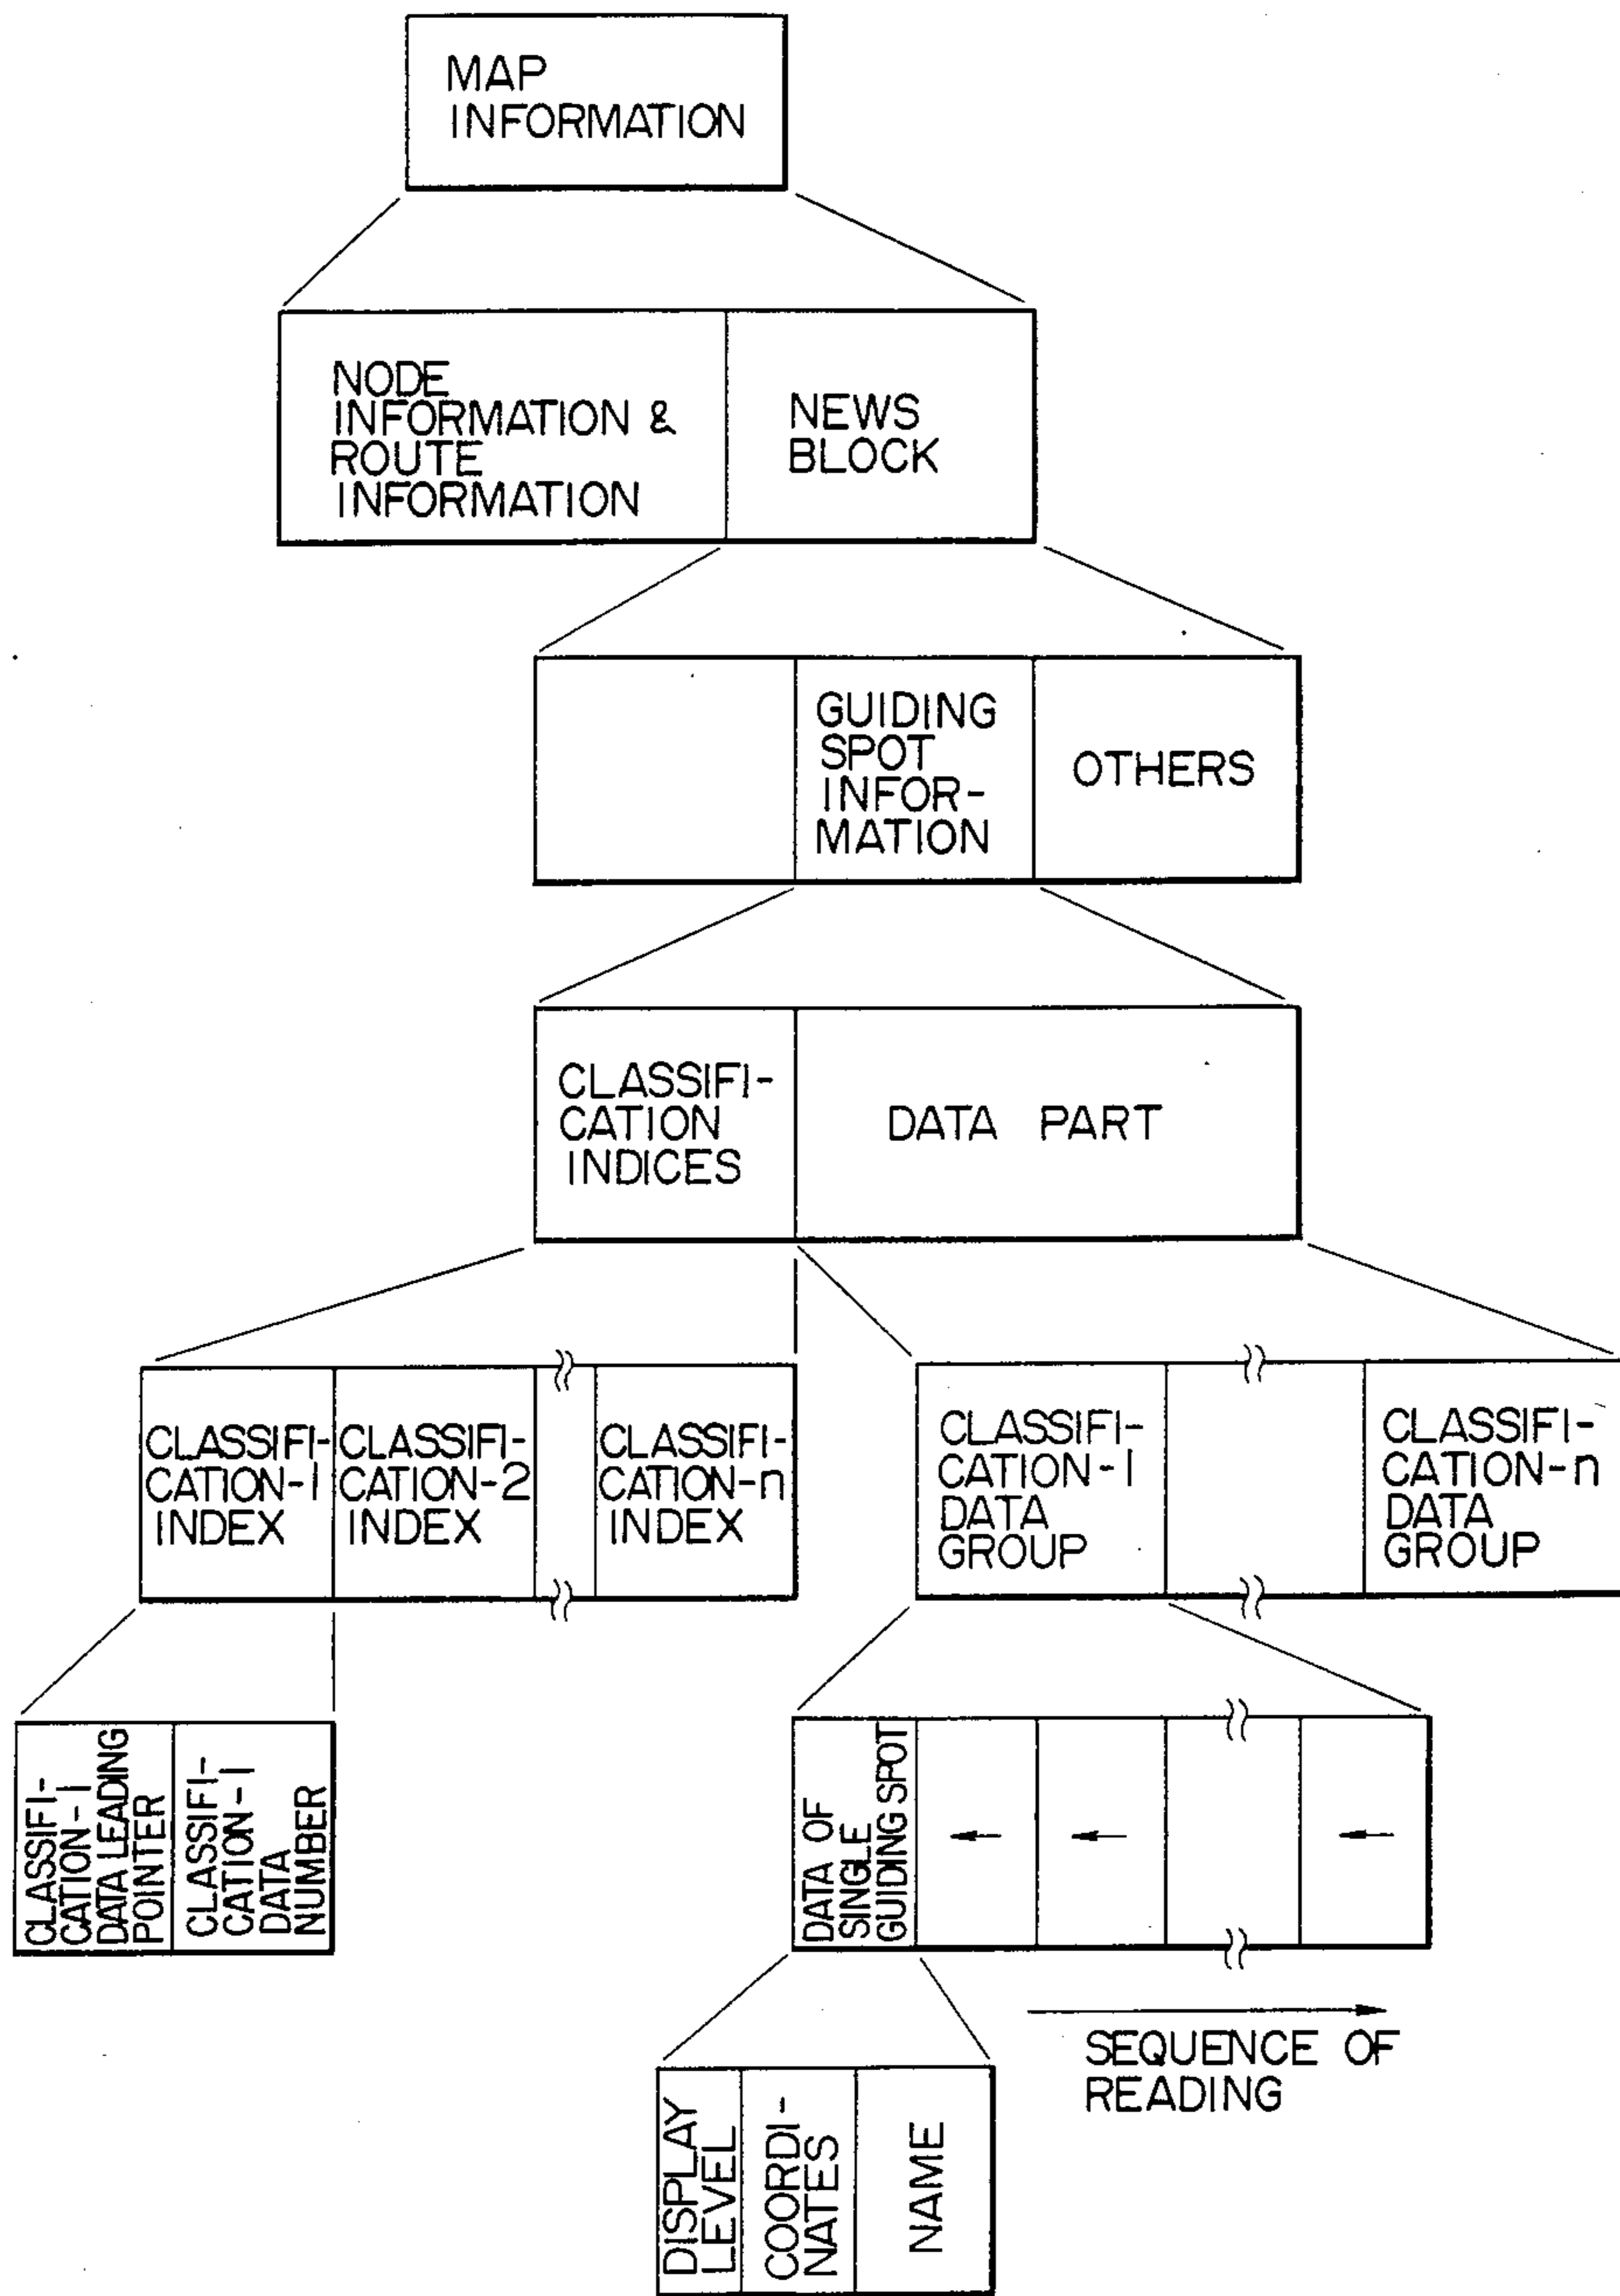 MAP
INFORMATION
NODE
INFORMATION &
ROUTE
INFORMATION
NEWS
BLOCK
GUIDING
SPOT
INFOR-
MATION
OTHERS
CLASSIFI-
CATION
INDICES
DATA PART
CLASSIFI-
CATION-1
INDEX
CLASSIFI-
CATION-2
INDEX
CLASSIFI-
CATION-n
INDEX
CLASSIFI-
CATION-1
DATA
GROUP
CLASSIFI-
CATION-n
DATA
GROUP
CLASSIFI-
CATION-1
DATA LEADING
POINTER
CLASSIFI-
CATION-1
DATA
NUMBER
DATA OF
SINGLE
GUIDING SPOT
SEQUENCE OF
READING
DISPLAY
LEVEL
COORDI-
NATES
NAME